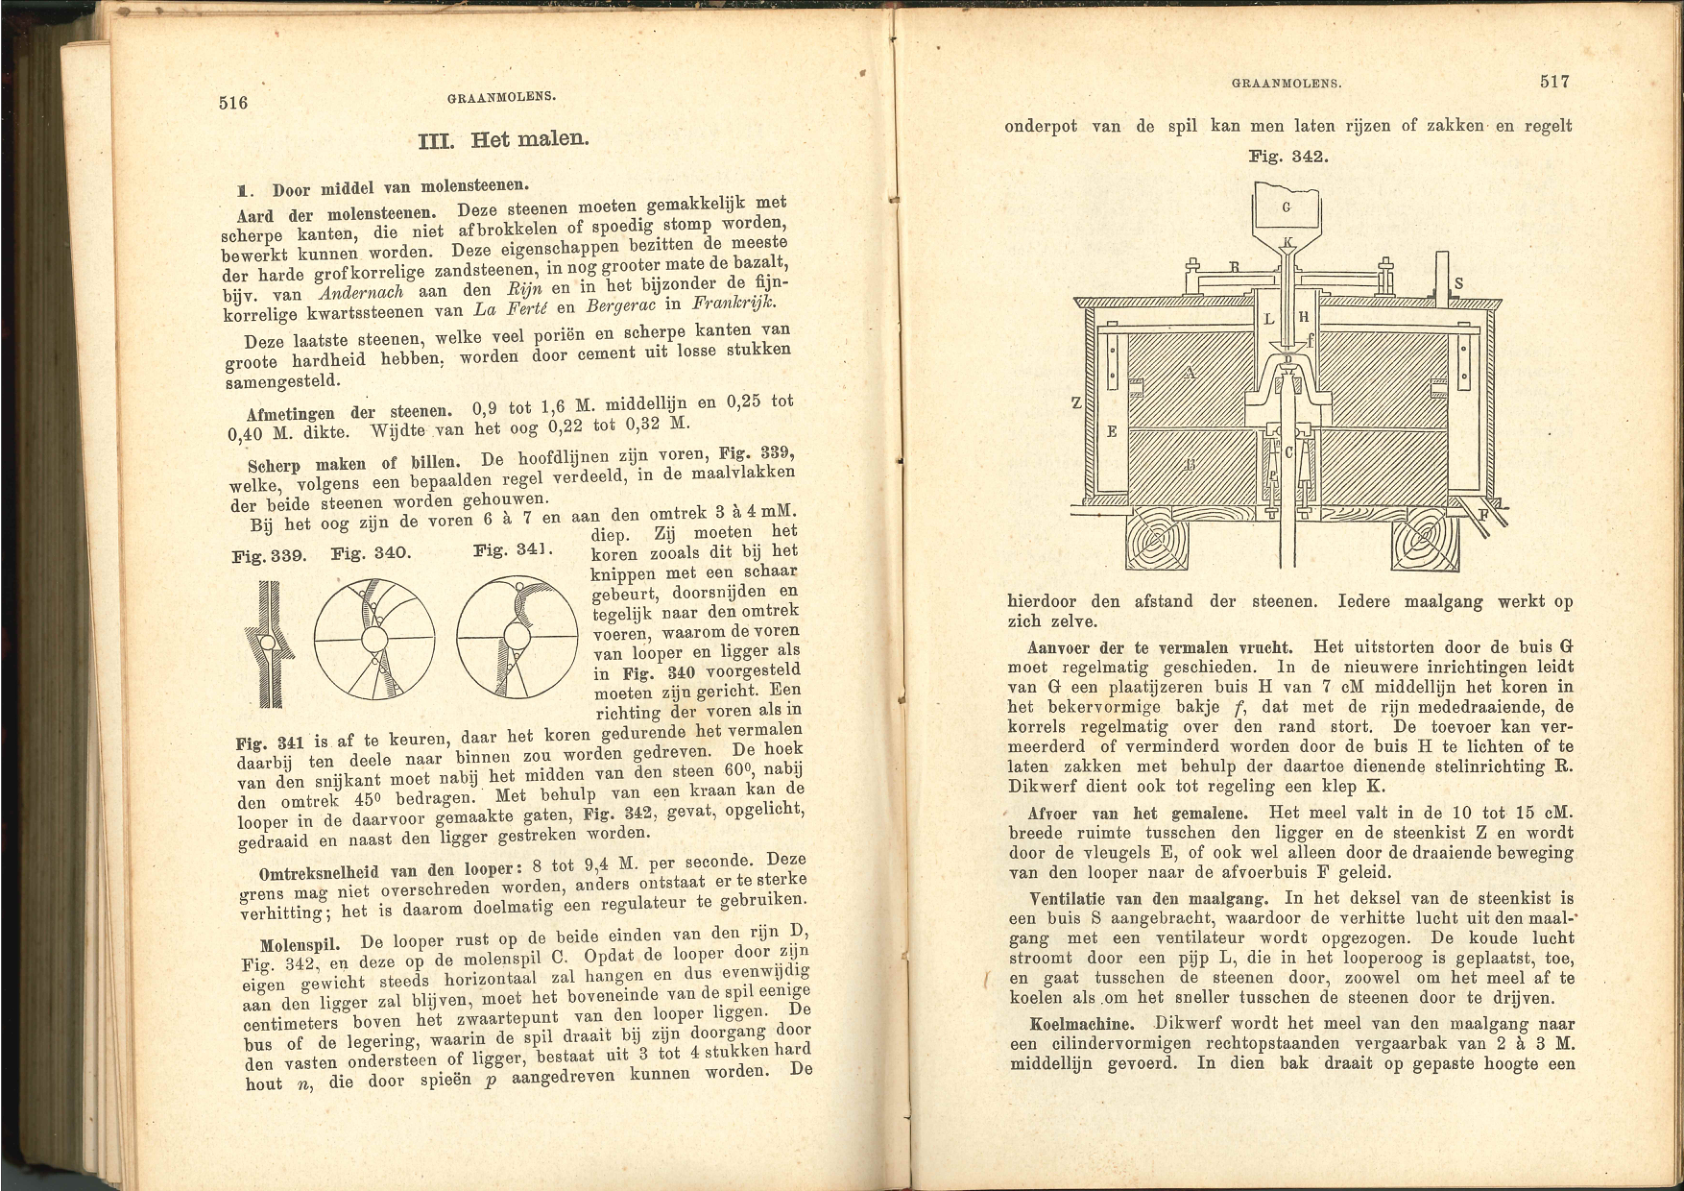 516
GRAANMOLENS.
III. Het malen.
1. Door middel van molensteenen.
Aard der molensteenen. Deze steenen moeten gemakkelijk met
scherpe kanten, die niet afbrokkelen of spoedig stomp worden,
bewerkt kunnen worden. Deze eigenschappen bezitten de meeste
der harde grofkorrelige zandsteenen, in nog grooter mate de bazalt,
bijv. van Andernach aan den Rijn en in het bijzonder de fijn-
korrelige kwartssteenen van La Ferté en Bergerac in Frankrijk.
Deze laatste steenen, welke veel poriën en scherpe kanten van
groote hardheid hebben, worden door cement uit losse stukken
samengesteld.
Afmetingen der steenen. 0,9 tot 1,6 M. middellijn en 0,25 tot
0,40 M. dikte. Wijdte van het oog 0,22 tot 0,32 M.
Scherp maken of billen. De hoofdlijnen zijn voren, Fig. 339,
welke, volgens een bepaalden regel verdeeld, in de maalvlakken
der beide steenen worden gehouwen.
Bij het oog zijn de voren 6 à 7 en aan den omtrek 3 à 4 mM.
Fig. 339. Fig. 340. Fig. 341.
diep. Zij moeten het
koren zooals dit bij het
knippen met een schaar
gebeurt, doorsnijden en
tegelijk naar den omtrek
voeren, waarom de voren
van looper en ligger als
in Fig. 340 voorgesteld
moeten zijn gericht. Een
richting der voren als in
Fig. 341 is af te keuren, daar het koren gedurende het vermalen
daarbij ten deele naar binnen zou worden gedreven. De hoek
van den snijkant moet nabij het midden van den steen 60⁰, nabij
den omtrek 45⁰ bedragen. Met behulp van een kraan kan de
looper in de daarvoor gemaakte gaten, Fig. 342, gevat, opgelicht,
gedraaid en naast den ligger gestreken worden.
Omtreksnelheid van den looper: 8 tot 9,4 M. per seconde. Deze
grens mag niet overschreden worden, anders ontstaat er te sterke
verhitting; het is daarom doelmatig een regulateur te gebruiken.
Molenspil. De looper rust op de beide einden van den rijn D,
Fig. 342, en deze op de molenspil C. Opdat de looper door zijn
eigen gewicht steeds horizontaal zal hangen en dus evenwijdig
aan den ligger zal blijven, moet het boveneinde van de spil eenige
centimeters boven het zwaartepunt van den looper liggen. De
bus of de legering, waarin de spil draait bij zijn doorgang door
den vasten ondersteen of ligger, bestaat uit 3 tot 4 stukken hard
hout n, die door spieën p aangedreven kunnen worden. De
GRAANMOLENS.
517
onderpot van de spil kan men laten rijzen of zakken en regelt
Fig. 342.
G
K
R
S
L H
f
D
A
Z
E
C
B
p
F
hierdoor den afstand der steenen. Iedere maalgang werkt op
zich zelve.
Aanvoer der te vermalen vrucht. Het uitstorten door de buis G
moet regelmatig geschieden. In de nieuwere inrichtingen leidt
van G een plaatijzeren buis H van 7 cM middellijn het koren in
het bekervormige bakje f, dat met de rijn mededraaiende, de
korrels regelmatig over den rand stort. De toevoer kan ver-
meerderd of verminderd worden door de buis H te lichten of te
laten zakken met behulp der daartoe dienende stelinrichting R.
Dikwerf dient ook tot regeling een klep K.
Afvoer van het gemalene. Het meel valt in de 10 tot 15 cM.
breede ruimte tusschen den ligger en de steenkist Z en wordt
door de vleugels E, of ook wel alleen door de draaiende beweging
van den looper naar de afvoerbuis F geleid.
Ventilatie van den maalgang. In het deksel van de steenkist is
een buis S aangebracht, waardoor de verhitte lucht uit den maal-
gang met een ventilateur wordt opgezogen. De koude lucht
stroomt door een pijp L, die in het looperoog is geplaatst, toe,
en gaat tusschen de steenen door, zoowel om het meel af te
koelen als om het sneller tusschen de steenen door te drijven.
Koelmachine. Dikwerf wordt het meel van den maalgang naar
een cilindervormigen rechtopstaanden vergaarbak van 2 à 3 M.
middellijn gevoerd. In dien bak draait op gepaste hoogte een